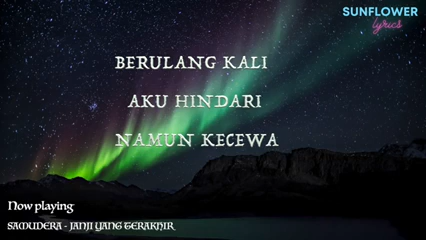 SUNFLOWER
lyrics
BERULANG KALI
AKU HINDARI
NAMUN KECEWA
Now playing
SAMUDERA - JANJI YANG TERAKHIR